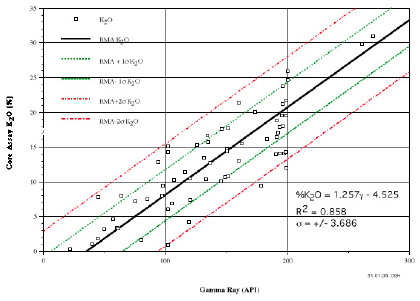 35
30
25
20
15
10
5
0
Core Assay K2O (%)
K2O
RMA K2O
RMA + 1σ K2O
RMA- 1σ K2O
RMA+2σ K2O
RMA-2σ K2O
%K2O = 1.257γ - 4.525
R2 = 0.858
σ = +/- 3.686
0
100
200
300
Gamma Ray (API)